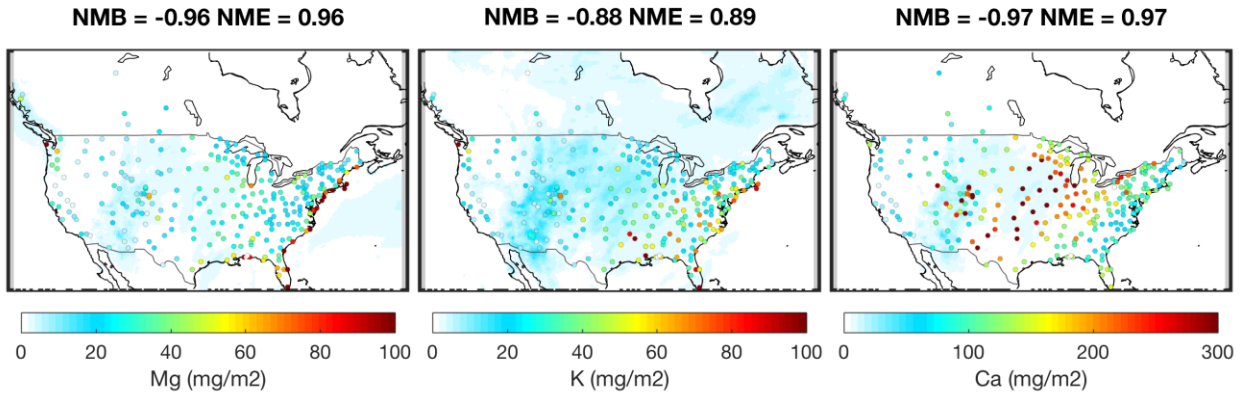 NMB = -0.96 NME = 0.96
NMB = -0.88 NME = 0.89
NMB = -0.97 NME = 0.97
0 20 40 60 80 100
Mg (mg/m2)
0 20 40 60 80 100
K (mg/m2)
0 100 200 300
Ca (mg/m2)